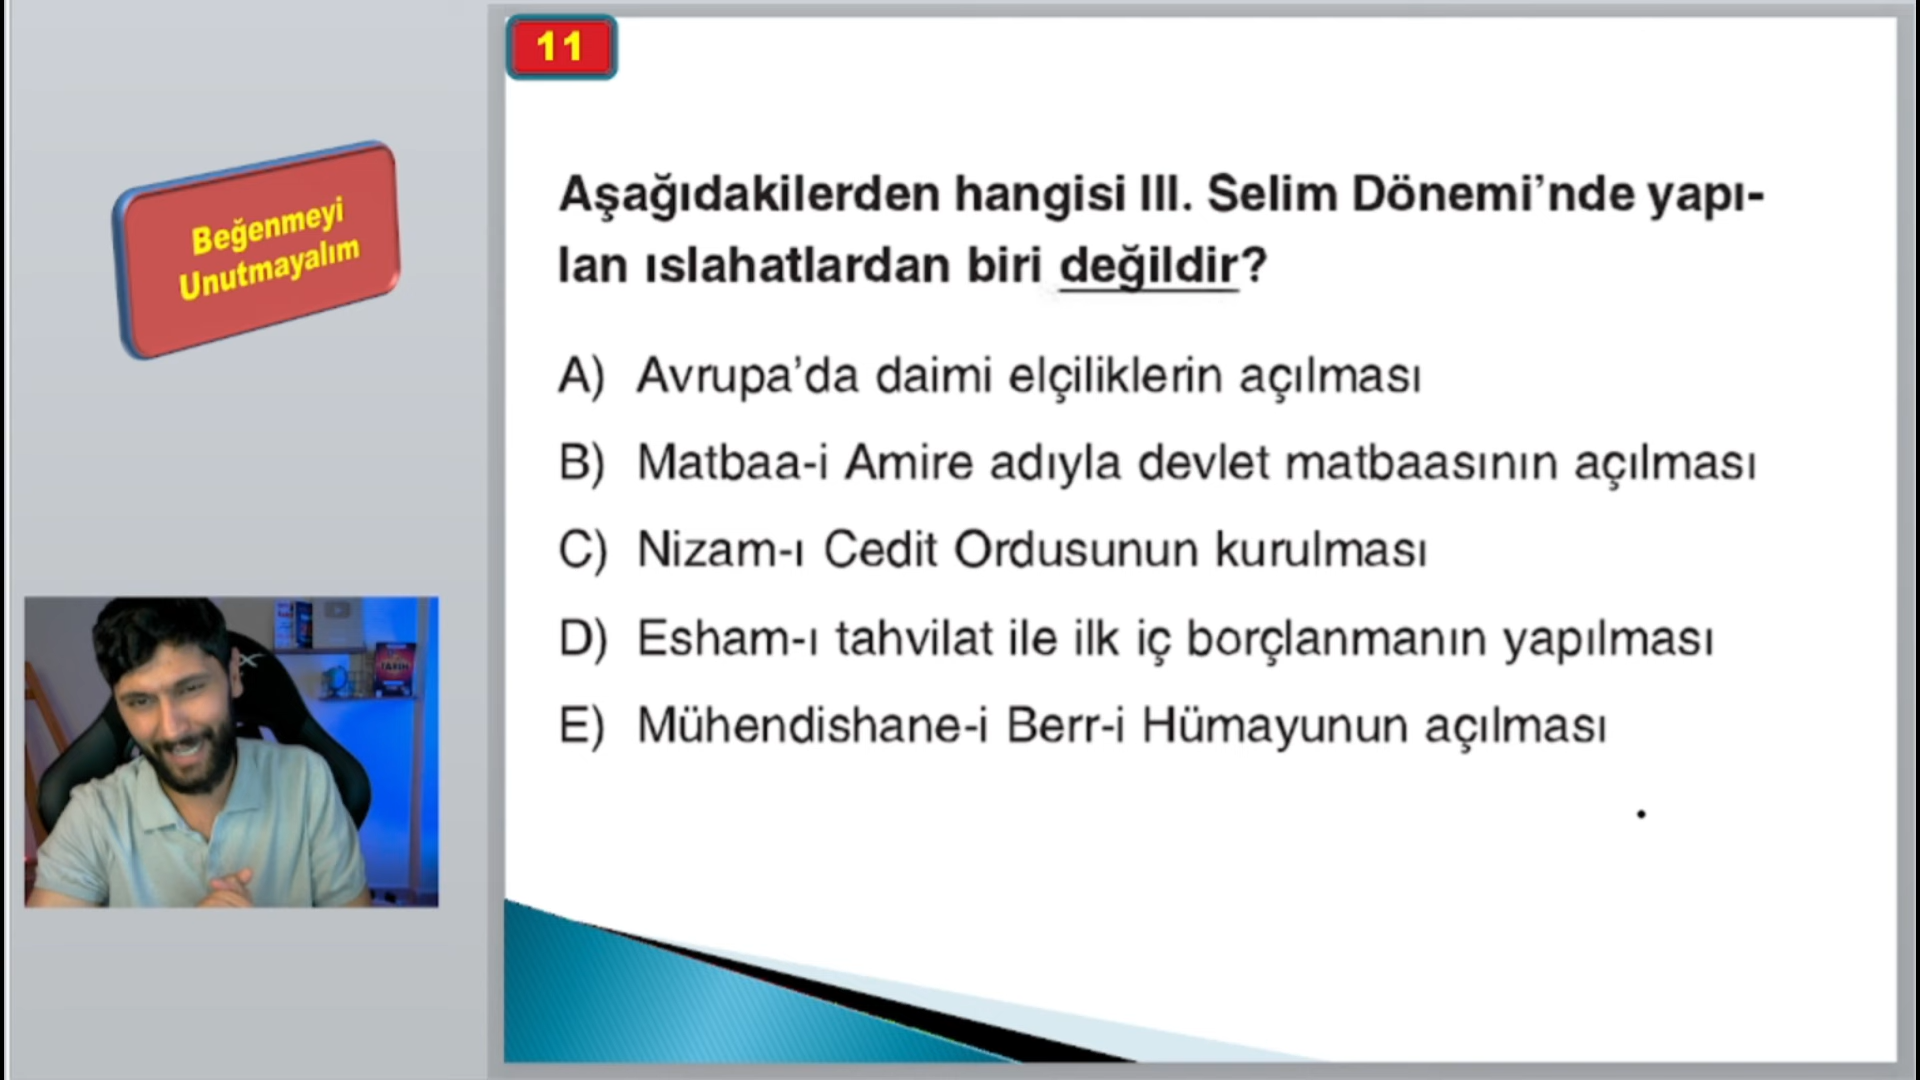 11
Beğenmeyi
Unutmayalım
Aşağıdakilerden hangisi III. Selim Dönemi'nde yapı-
lan ıslahatlardan biri değildir?
A) Avrupa'da daimi elçiliklerin açılması
B) Matbaa-i Amire adıyla devlet matbaasının açılması
C) Nizam-ı Cedit Ordusunun kurulması
D) Esham-ı tahvilat ile ilk iç borçlanmanın yapılması
E) Mühendishane-i Berr-i Hümayunun açılması
TARİH